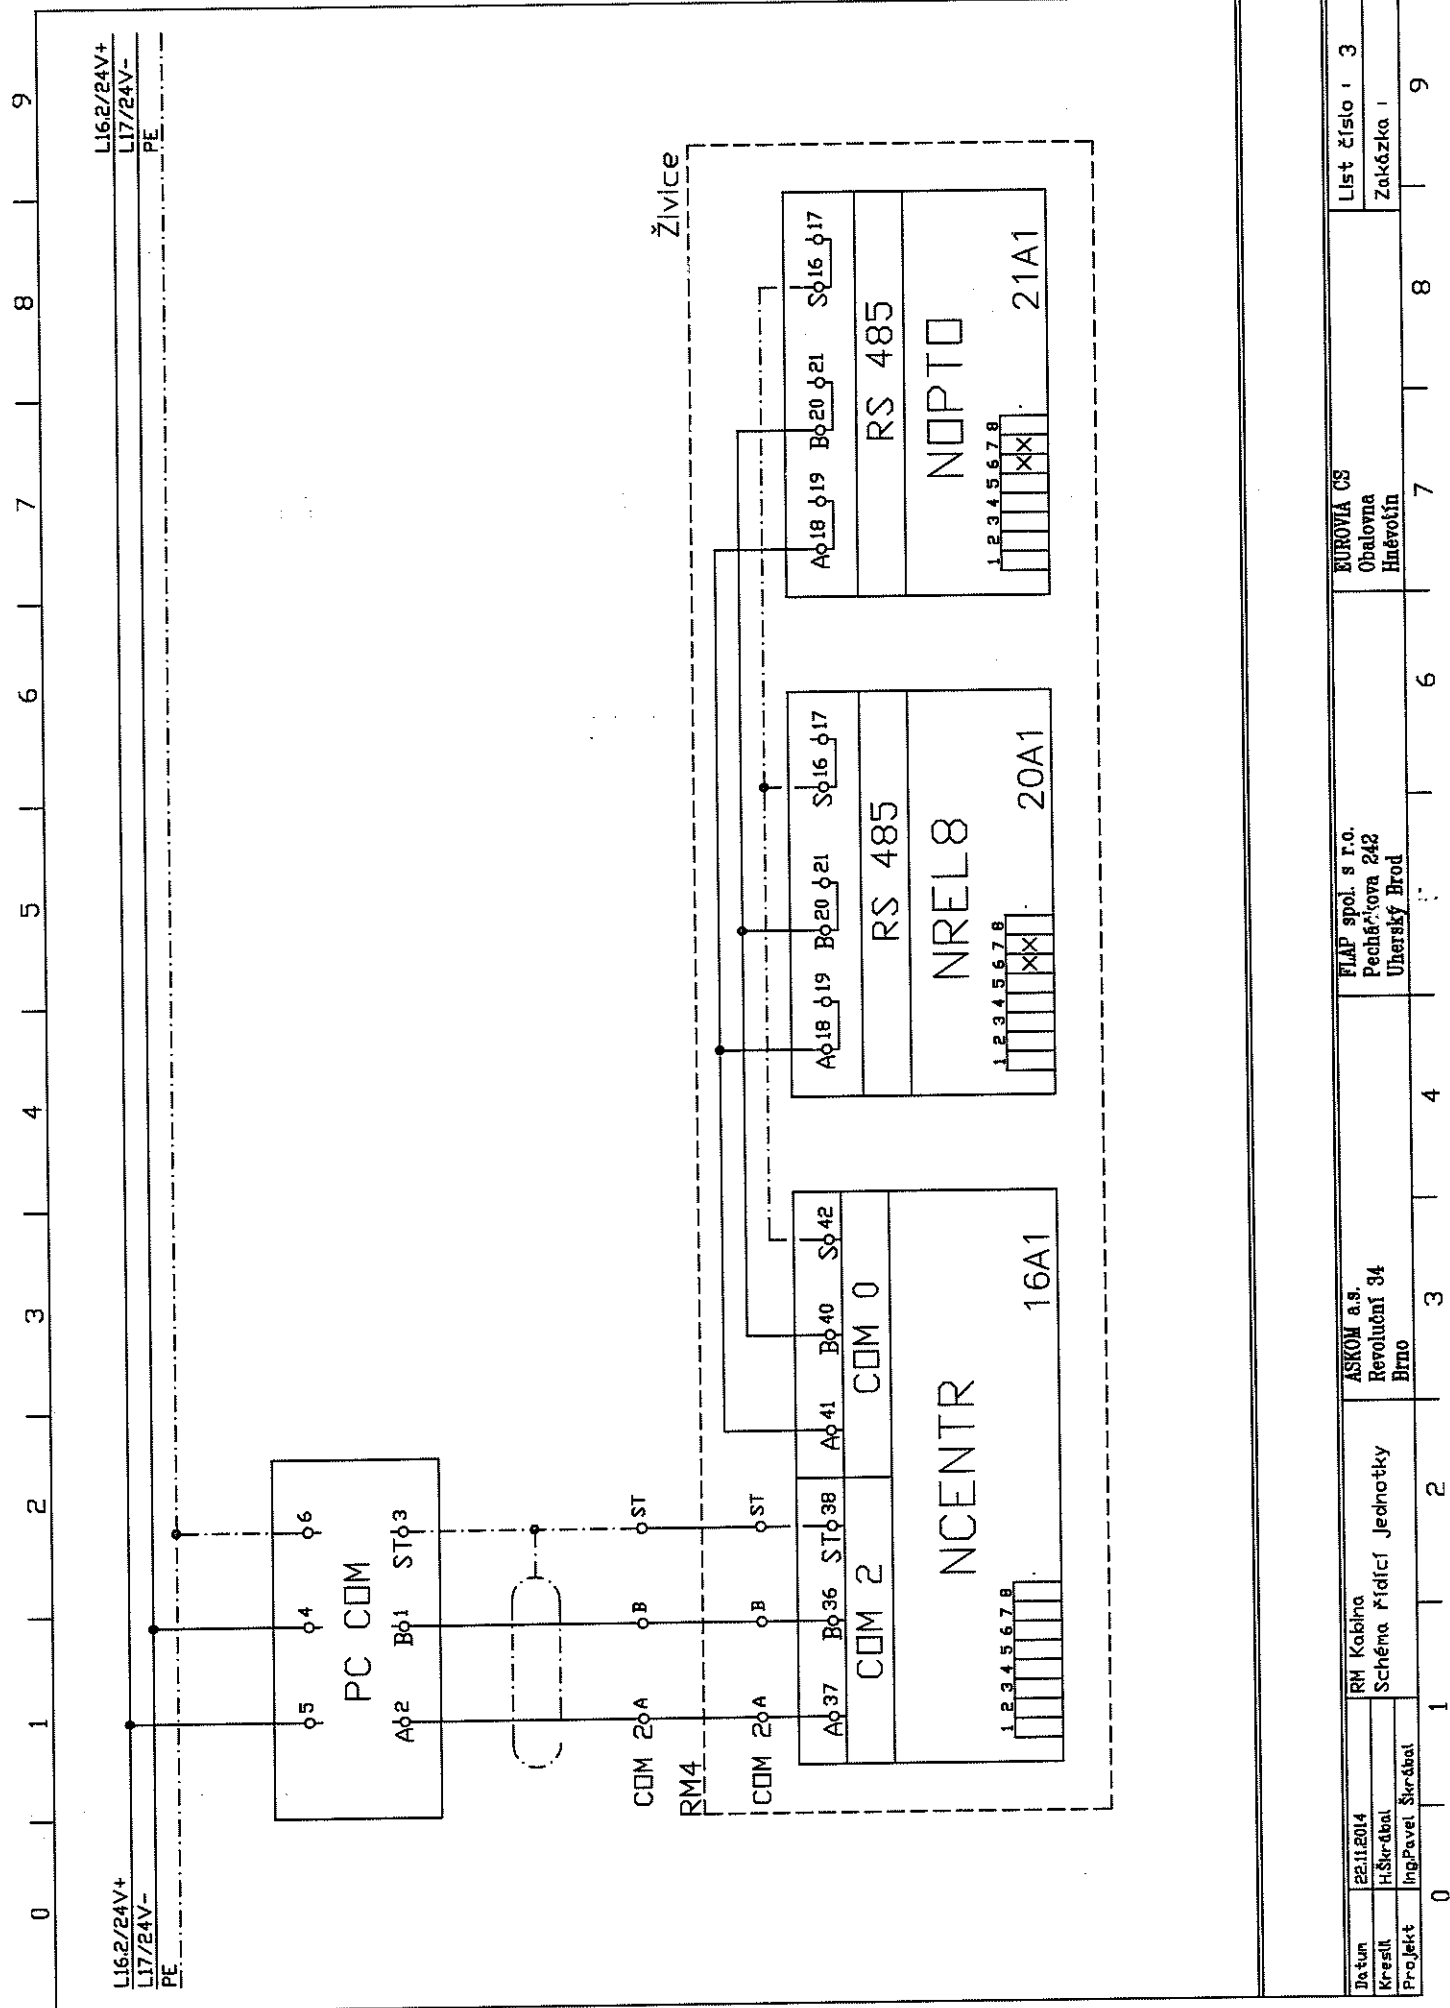 0 1 2 3 4 5 6 7 8 9
L16.2/24V+ L16.2/24V+
L17/24V- L17/24V-
PE PE
5 4 6
PC COM
A 2 B 1 ST 3
COM 2 A B ST
RM4 Živice
COM 2 A B ST
A 37 B 36 ST 38 A 41 B 40 S 42
COM 2 COM 0
NCENTR
1 2 3 4 5 6 7 8
16A1
A 18 19 B 20 21 S 16 17
RS 485
NREL8
1 2 3 4 5 6 7 8
X X
20A1
A 18 19 B 20 21 S 16 17
RS 485
NOPTO
1 2 3 4 5 6 7 8
X X
21A1
Datum 22.11.2014
Kreslil H.Škrábal
Projekt Ing.Pavel Škrábal
RM Kabina
Schéma řídící jednotky
ASKOM a.s.
Revoluční 34
Brno
FLAP spol. s r.o.
Pecháčkova 242
Uherský Brod
EUROVIA CS
Obalovna
Hněvotín
List číslo : 3
Zakázka :
0 1 2 3 4 5 6 7 8 9